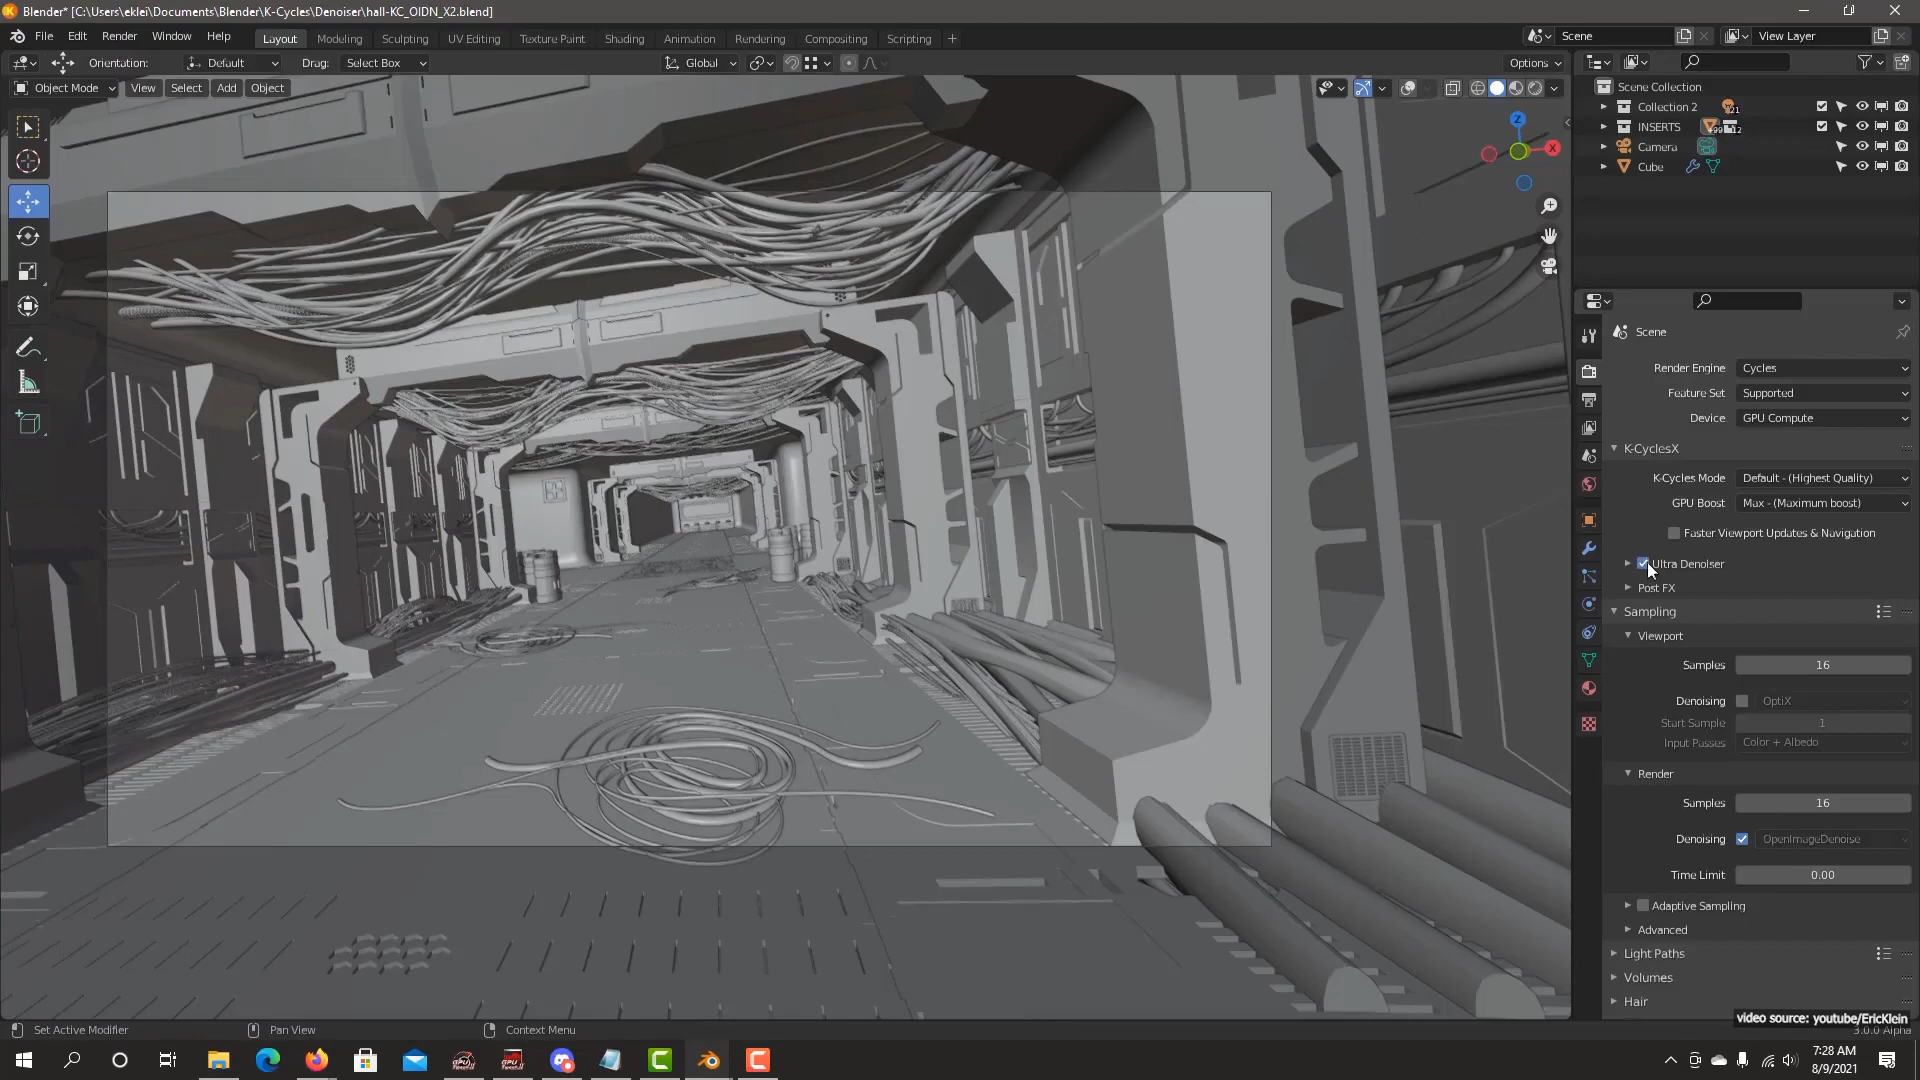 Blender* [C:\Users\eklei\Documents\Blender\K-Cycles\Denoiser\hall-KC_OIDN_X2.blend]
File Edit Render Window Help Layout Modeling Sculpting UV Editing Texture Paint Shading Animation Rendering Compositing Scripting + Scene View Layer
Orientation: Default Drag: Select Box Global Options
Object Mode View Select Add Object
Z
X
Scene Collection
Collection 2 21
INSERTS +99 12
Camera
Cube
Scene
Render Engine Cycles
Feature Set Supported
Device GPU Compute
K-CyclesX
K-Cycles Mode Default - (Highest Quality)
GPU Boost Max - (Maximum boost)
Faster Viewport Updates & Navigation
Ultra Denoiser
Post FX
Sampling
Viewport
Samples 16
Denoising OptiX
Start Sample 1
Input Passes Color + Albedo
Render
Samples 16
Denoising OpenImageDenoise
Time Limit 0.00
Adaptive Sampling
Advanced
Light Paths
Volumes
Hair
video source: youtube/EricKlein
Set Active Modifier Pan View Context Menu 3.0.0 Alpha
7:28 AM
8/9/2021